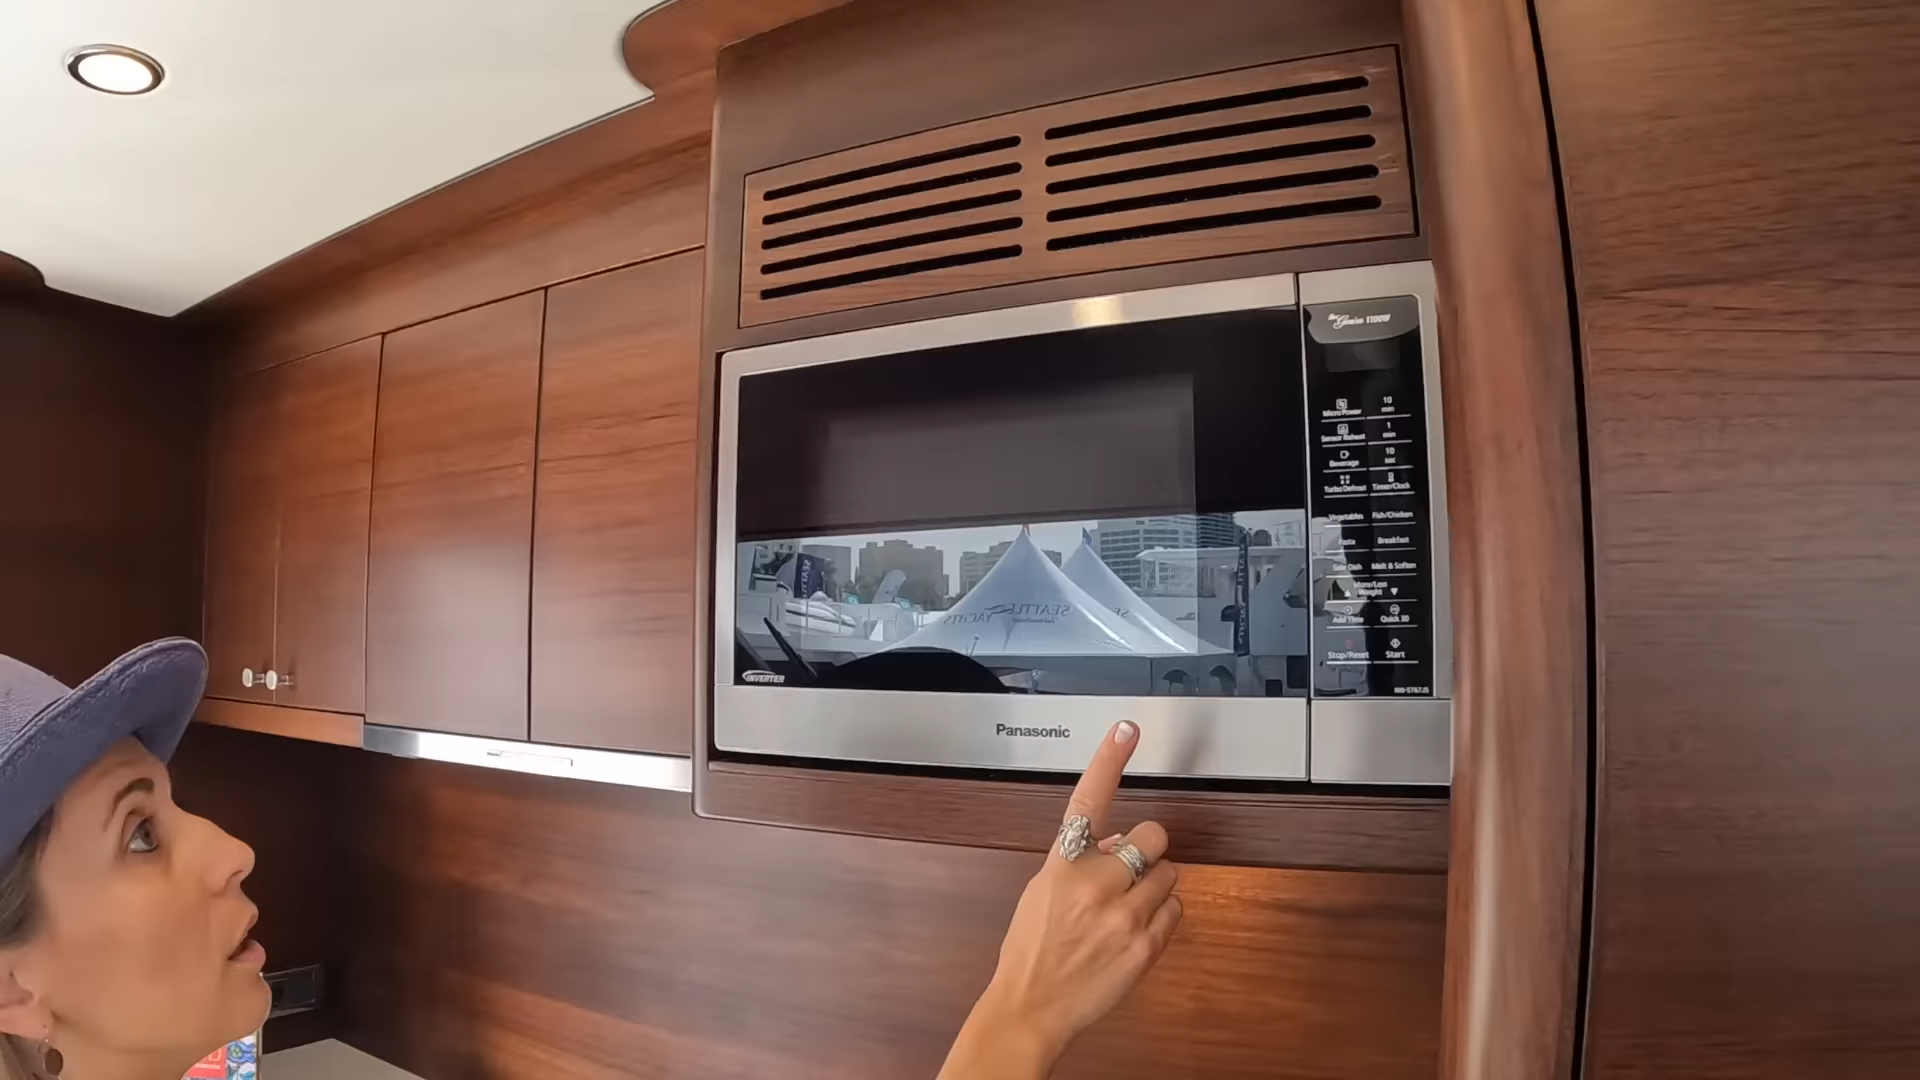 the Genius 1100W
Micro Power
10 min
Sensor Reheat
1 min
Beverage
10 sec
Turbo Defrost
Timer/Clock
Vegetables
Fish/Chicken
Pasta
Breakfast
Side Dish
Melt & Soften
More/Less
Weight
Add Time
Quick 30
Stop/Reset
Start
SEATTLE
YACHTS
INVERTER
Panasonic